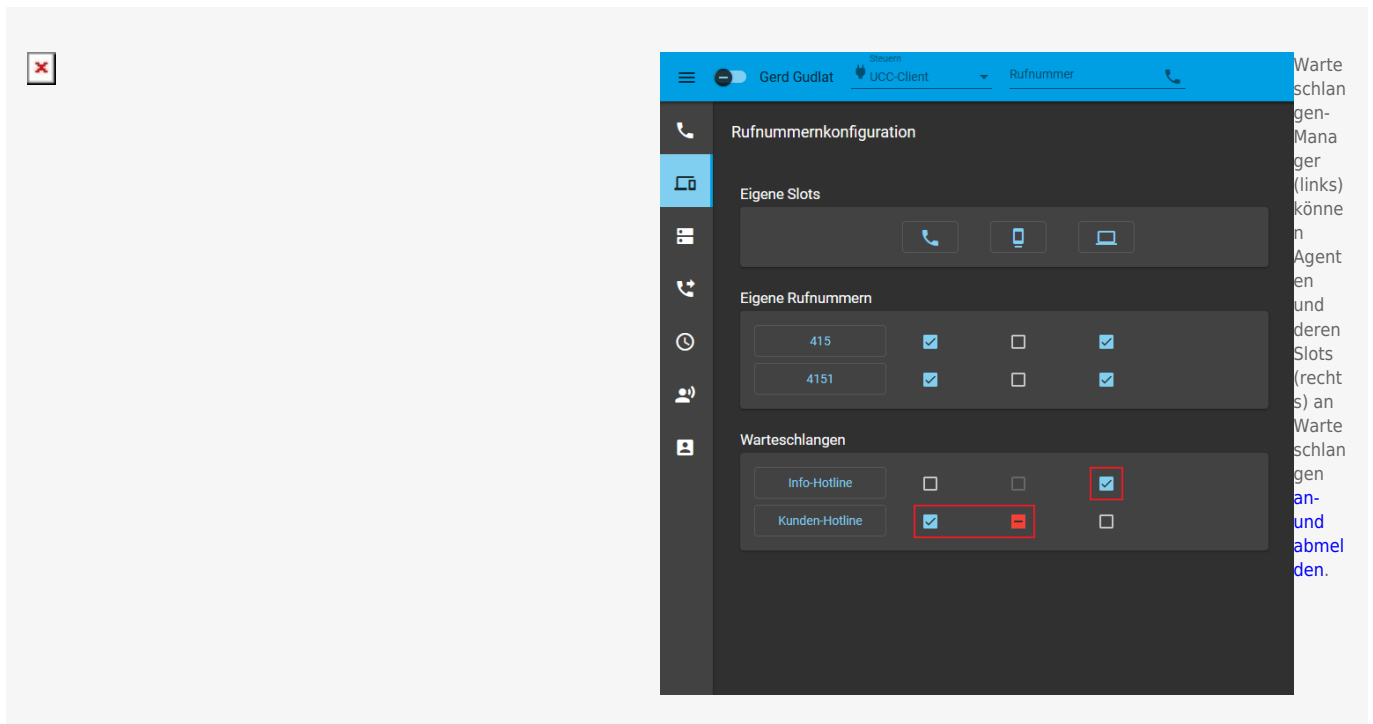 Steuern
Gerd Gudlat UCC-Client Rufnummer
Rufnummernkonfiguration
Eigene Slots
Eigene Rufnummern
415
4151
Warteschlangen
Info-Hotline
Kunden-Hotline
Warte
schlan
gen-
Mana
ger
(links)
könne
n
Agent
en
und
deren
Slots
(recht
s) an
Warte
schlan
gen
an-
und
abmel
den.